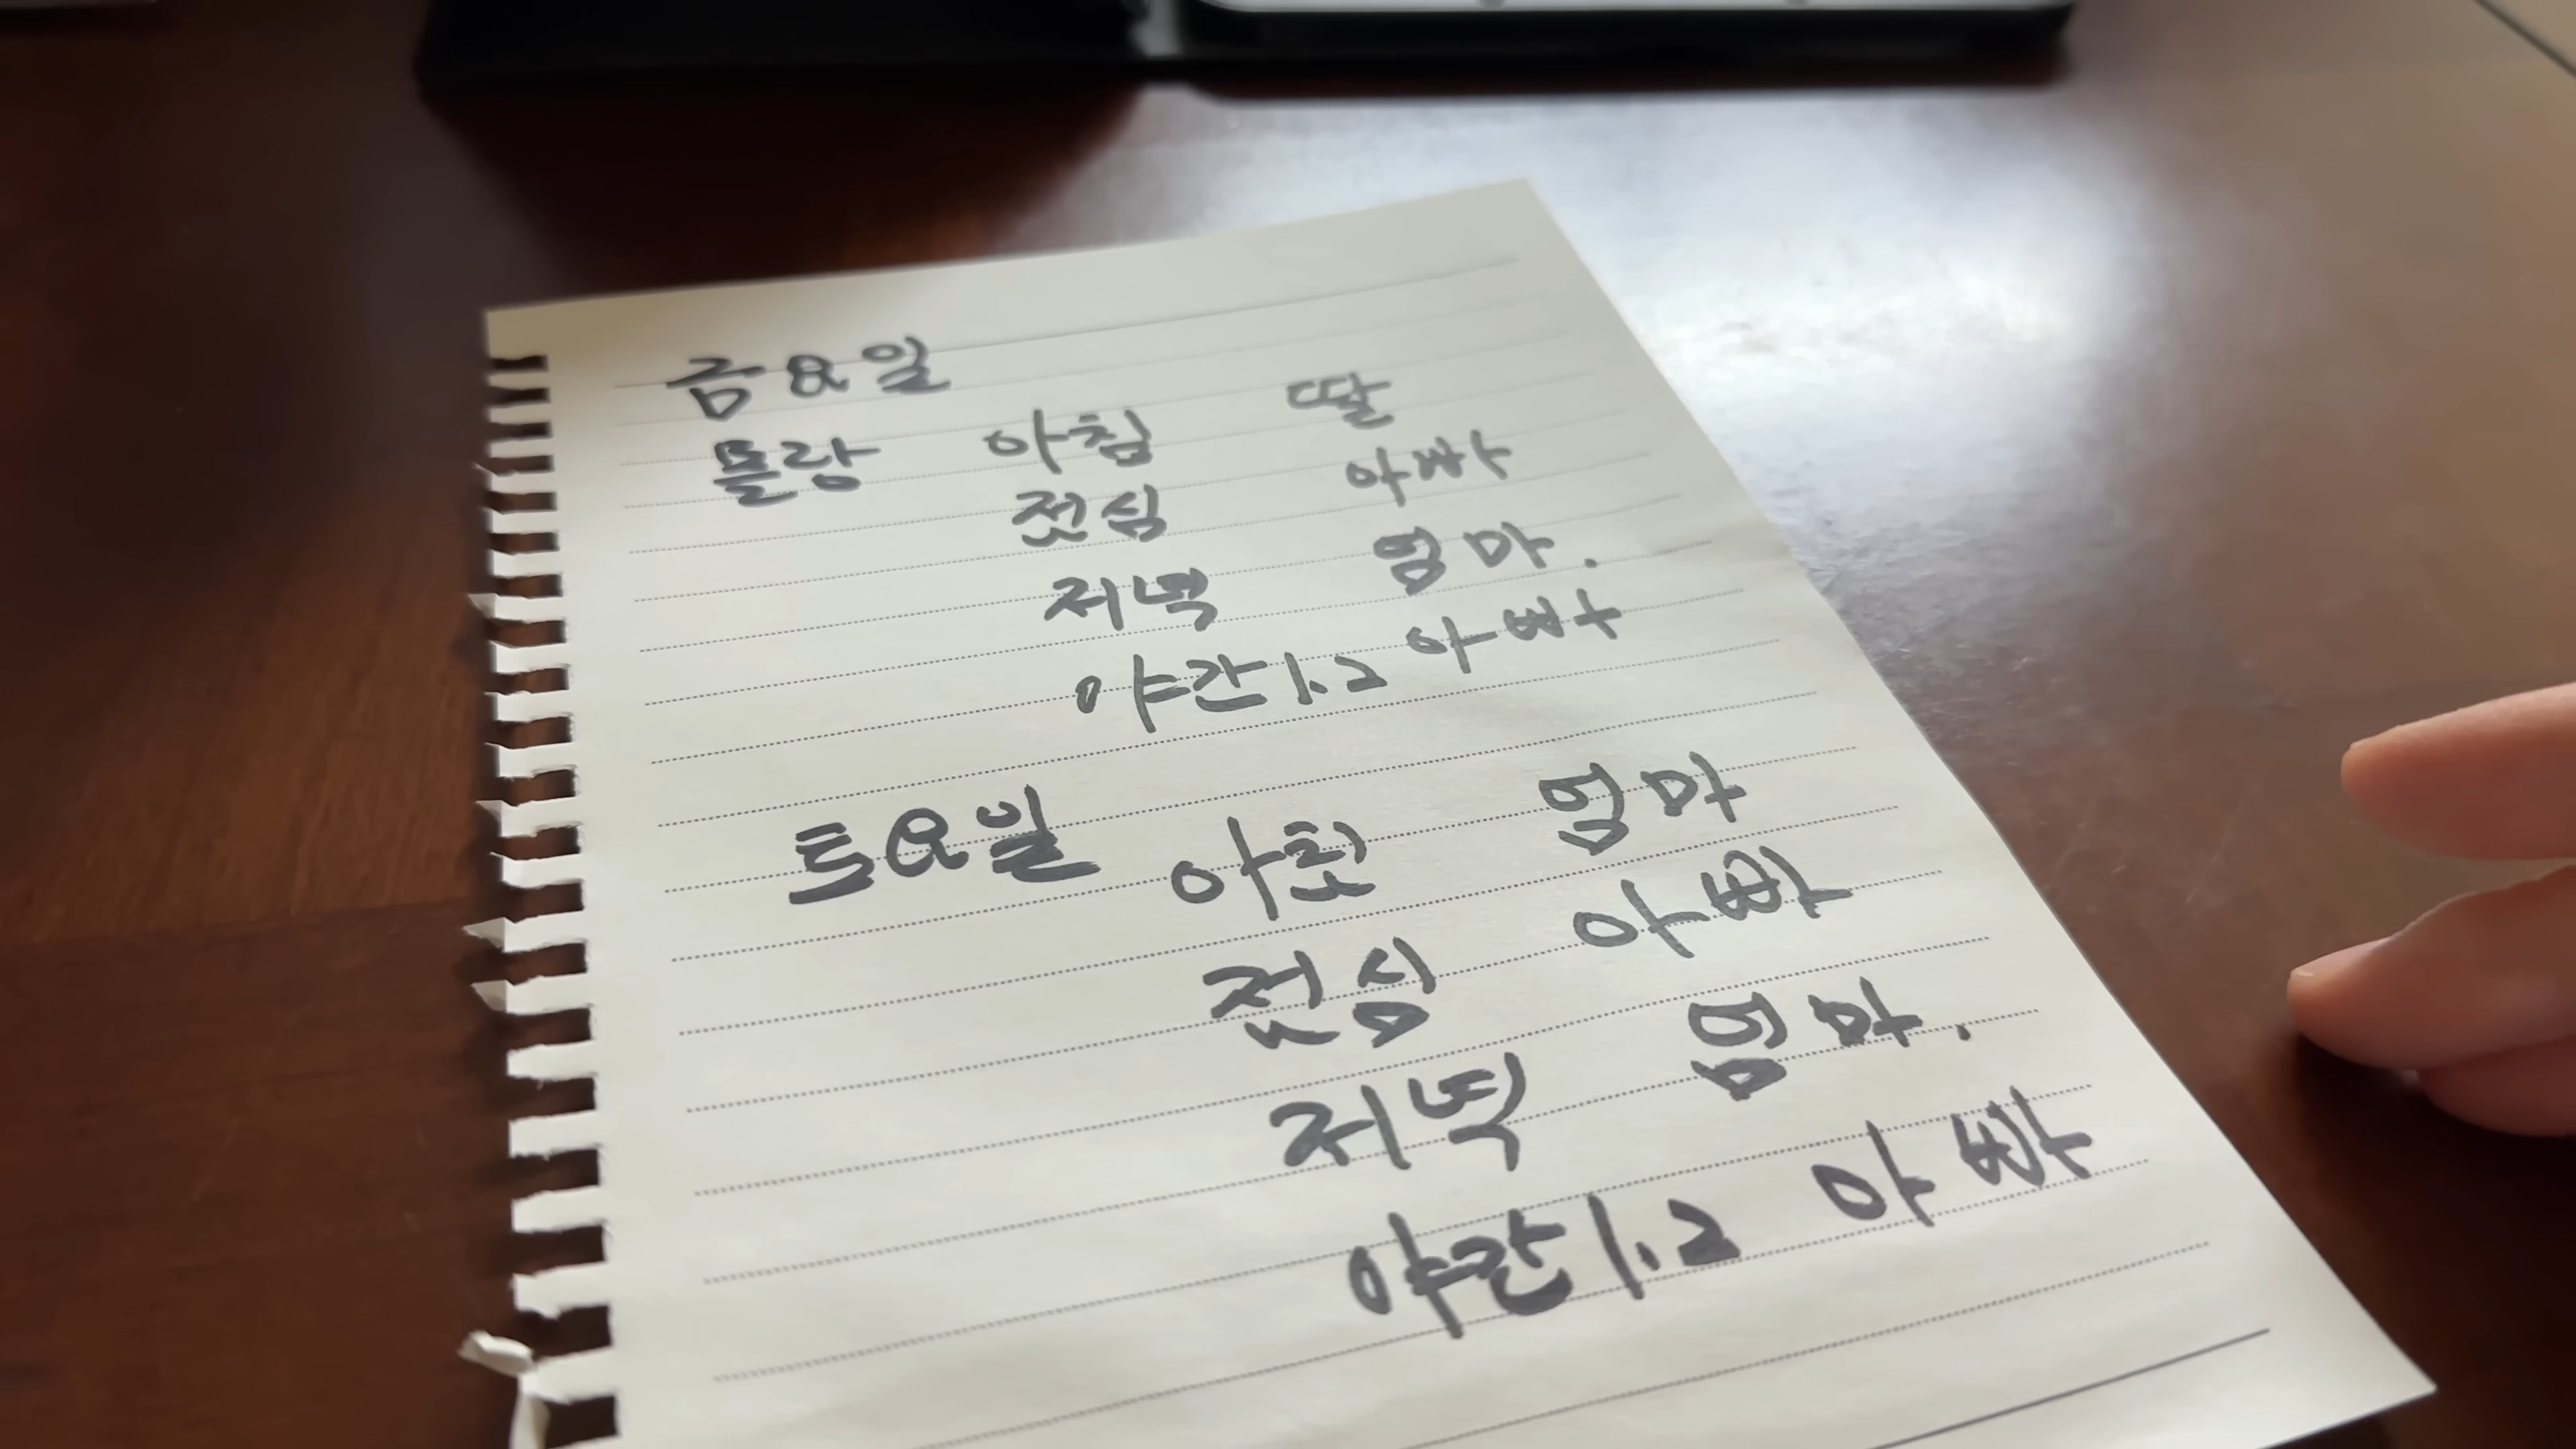 금요일
똘랑 아침 딸
점심 아빠
저녁 엄마.
야간 1.2 아빠
토요일 아침 엄마
점심 아빠
저녁 엄마.
야간 1.2 아빠